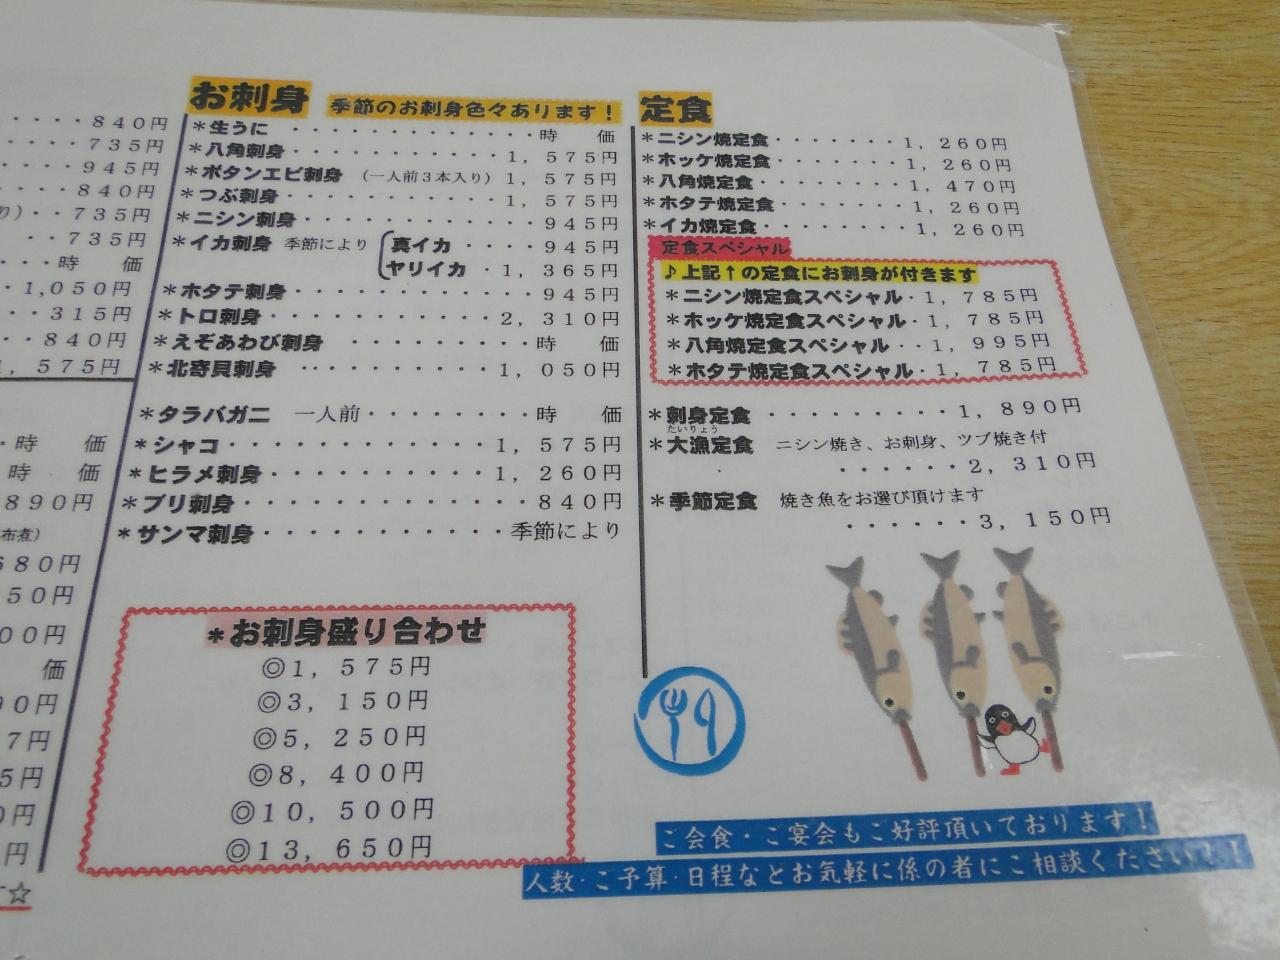 ････８４０円
････７３５円
････９４５円
･･･８４０円
り)･･７３５円
･･･７３５円
････時　価
･１,０５０円
･･･３１５円
･･･８４０円
１，５７５円
･時　価
･時　価
８９０円
布煮）
６８０円
５０円
００円
価
９０円
７円
５円
０円
円
☆
お刺身　季節のお刺身色々あります！
＊生うに ･････････････時　価
＊八角刺身･･･････････１，５７５円
＊ボタンエビ刺身　（一人前３本入り）１，５７５円
＊つぶ刺身･･･････････１，５７５円
＊ニシン刺身････････････９４５円
＊イカ刺身　季節により　真イカ････９４５円
ヤリイカ･１，３６５円
＊ホタテ刺身････････････９４５円
＊トロ刺身････････････２，３１０円
＊えぞあわび刺身　････････時　価
＊北寄貝刺身　･･････････１，０５０円
＊タラバガニ　一人前･･･････時　価
＊シャコ････････････１，５７５円
＊ヒラメ刺身･･････････１，２６０円
＊ブリ刺身････････････８４０円
＊サンマ刺身･･･････････季節により
＊お刺身盛り合わせ
◎１，５７５円
◎３，１５０円
◎５，２５０円
◎８，４００円
◎１０，５００円
◎１３，６５０円
定食
＊ニシン焼定食･･･････１，２６０円
＊ホッケ焼定食･･･････１，２６０円
＊八角焼定食････････１，４７０円
＊ホタテ焼定食･･･････１，２６０円
＊イカ焼定食････････１，２６０円
定食スペシャル
♪上記↑の定食にお刺身が付きます
＊ニシン焼定食スペシャル･１，７８５円
＊ホッケ焼定食スペシャル･１，７８５円
＊八角焼定食スペシャル･･１，９９５円
＊ホタテ焼定食スペシャル･１，７８５円
＊刺身定食　･････････１，８９０円
たいりょう
＊大漁定食　ニシン焼き、お刺身、ツブ焼き付
･･････２，３１０円
＊季節定食　焼き魚をお選び頂けます
･･････３，１５０円
ご会食・ご宴会もご好評頂いております！
人数・ご予算・日程などお気軽に係の者にご相談ください！！